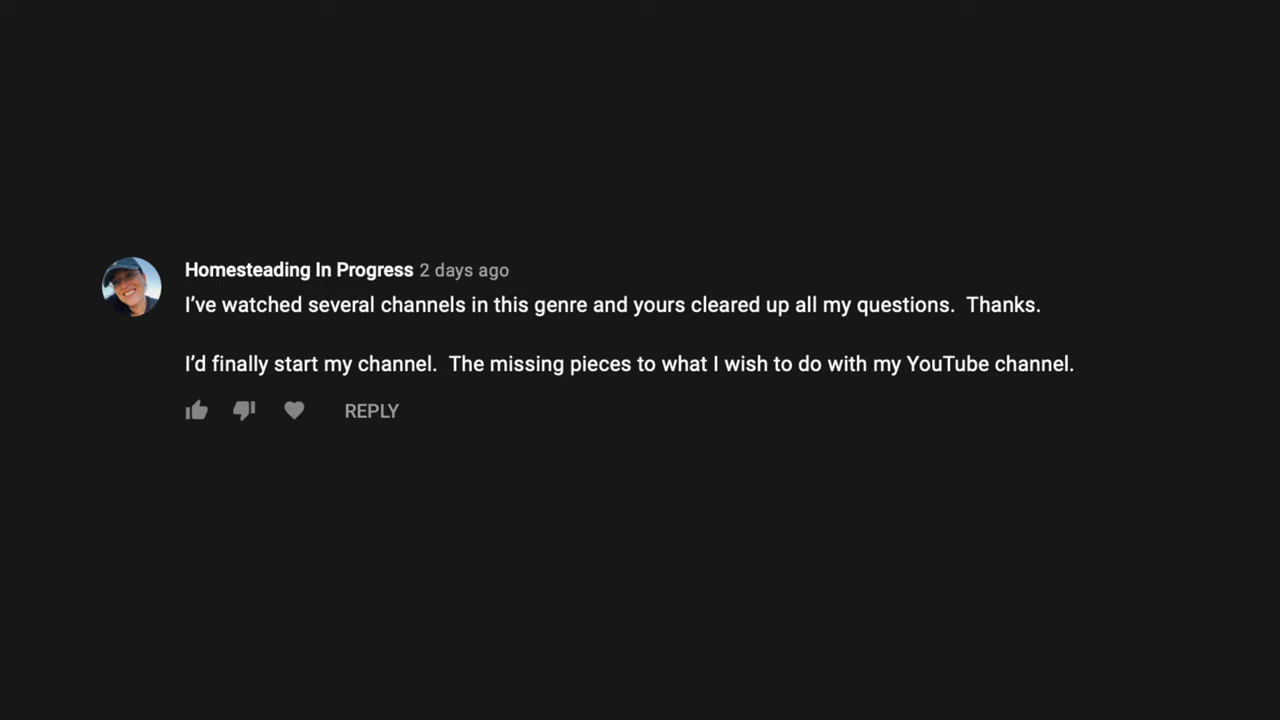 Homesteading In Progress 2 days ago
I’ve watched several channels in this genre and yours cleared up all my questions.  Thanks.
I’d finally start my channel.  The missing pieces to what I wish to do with my YouTube channel.
REPLY